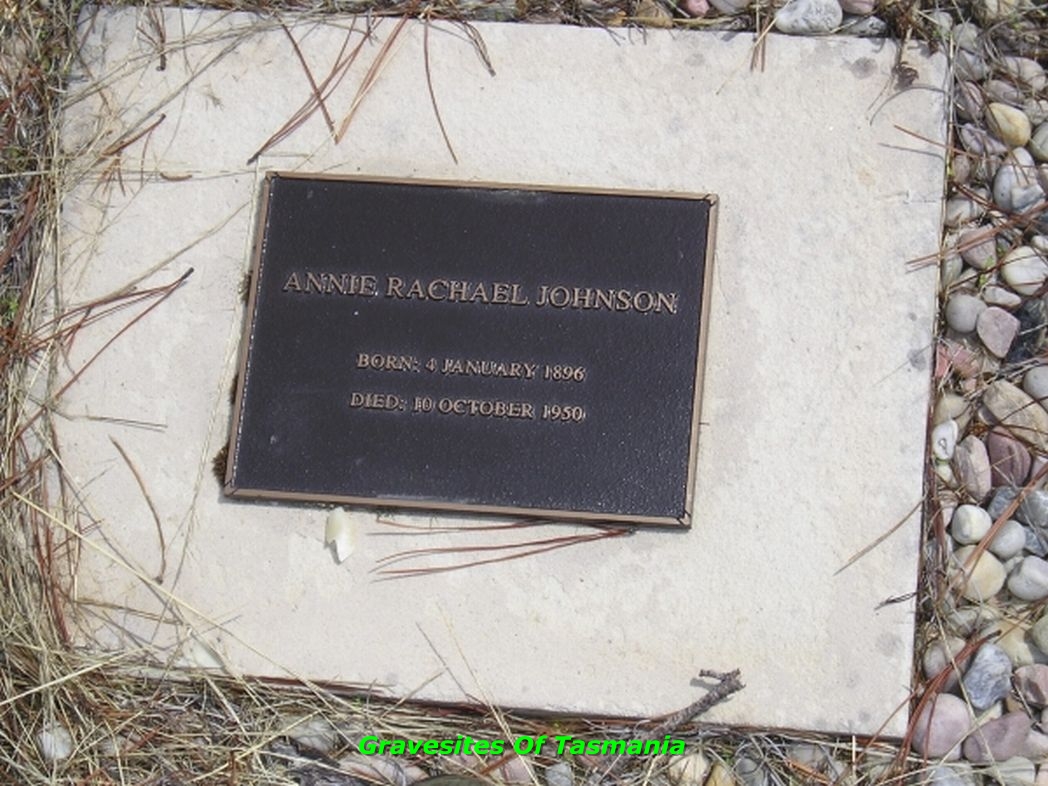 ANNIE RACHAEL JOHNSON
BORN: 4 JANUARY 1896
DIED: 10 OCTOBER 1950
Gravesites Of Tasmania